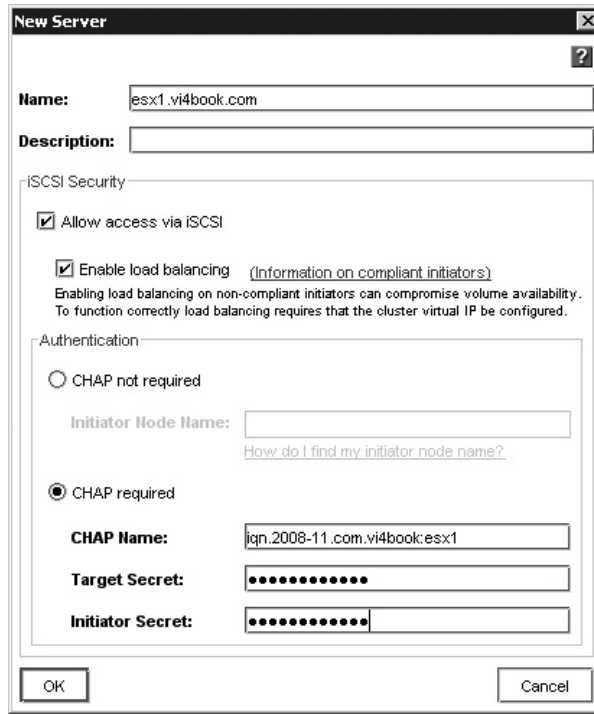 New Server
?
Name: esx1.vi4book.com
Description:
iSCSI Security
Allow access via iSCSI
Enable load balancing (Information on compliant initiators)
Enabling load balancing on non-compliant initiators can compromise volume availability.
To function correctly load balancing requires that the cluster virtual IP be configured.
Authentication
CHAP not required
Initiator Node Name:
How do I find my initiator node name?
CHAP required
CHAP Name: iqn.2008-11.com.vi4book:esx1
Target Secret: ●●●●●●●●●●●●
Initiator Secret: ●●●●●●●●●●●●
OK Cancel